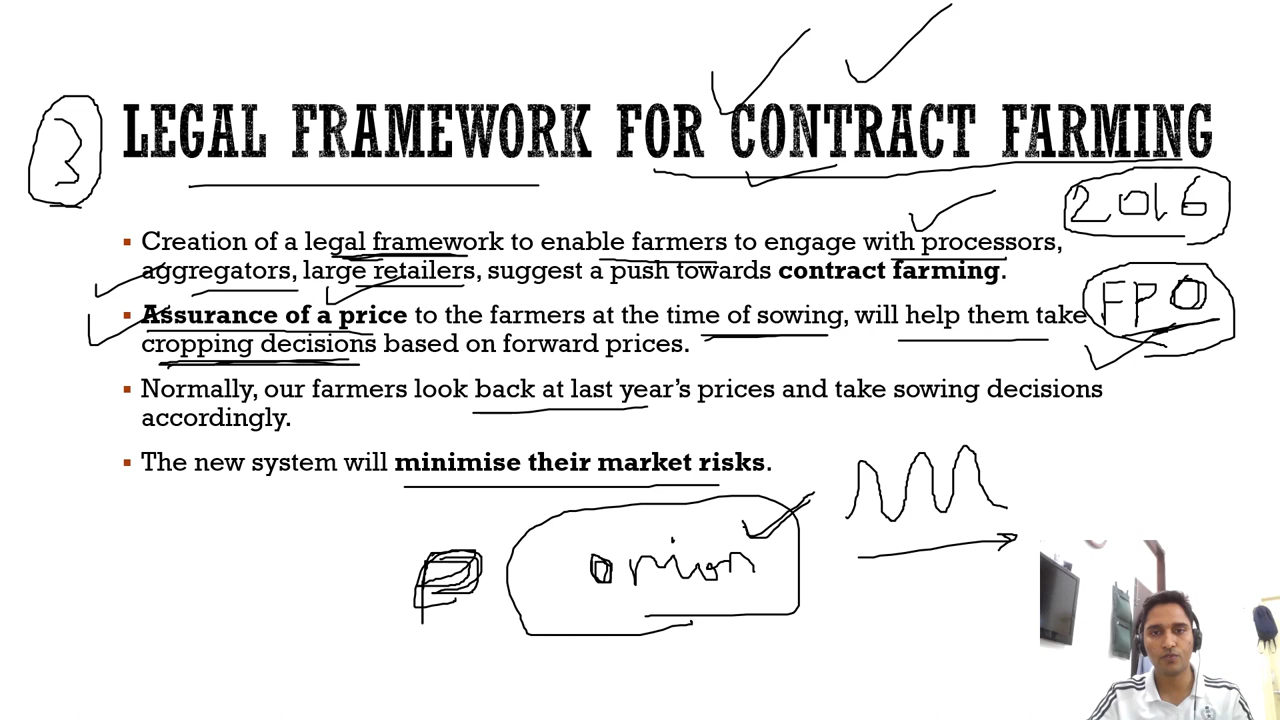 3
LEGAL FRAMEWORK FOR CONTRACT FARMING
2016
▪ Creation of a legal framework to enable farmers to engage with processors,
aggregators, large retailers, suggest a push towards contract farming.
FPO
▪ Assurance of a price to the farmers at the time of sowing, will help them take
cropping decisions based on forward prices.
▪ Normally, our farmers look back at last year's prices and take sowing decisions
accordingly.
▪ The new system will minimise their market risks.
onion